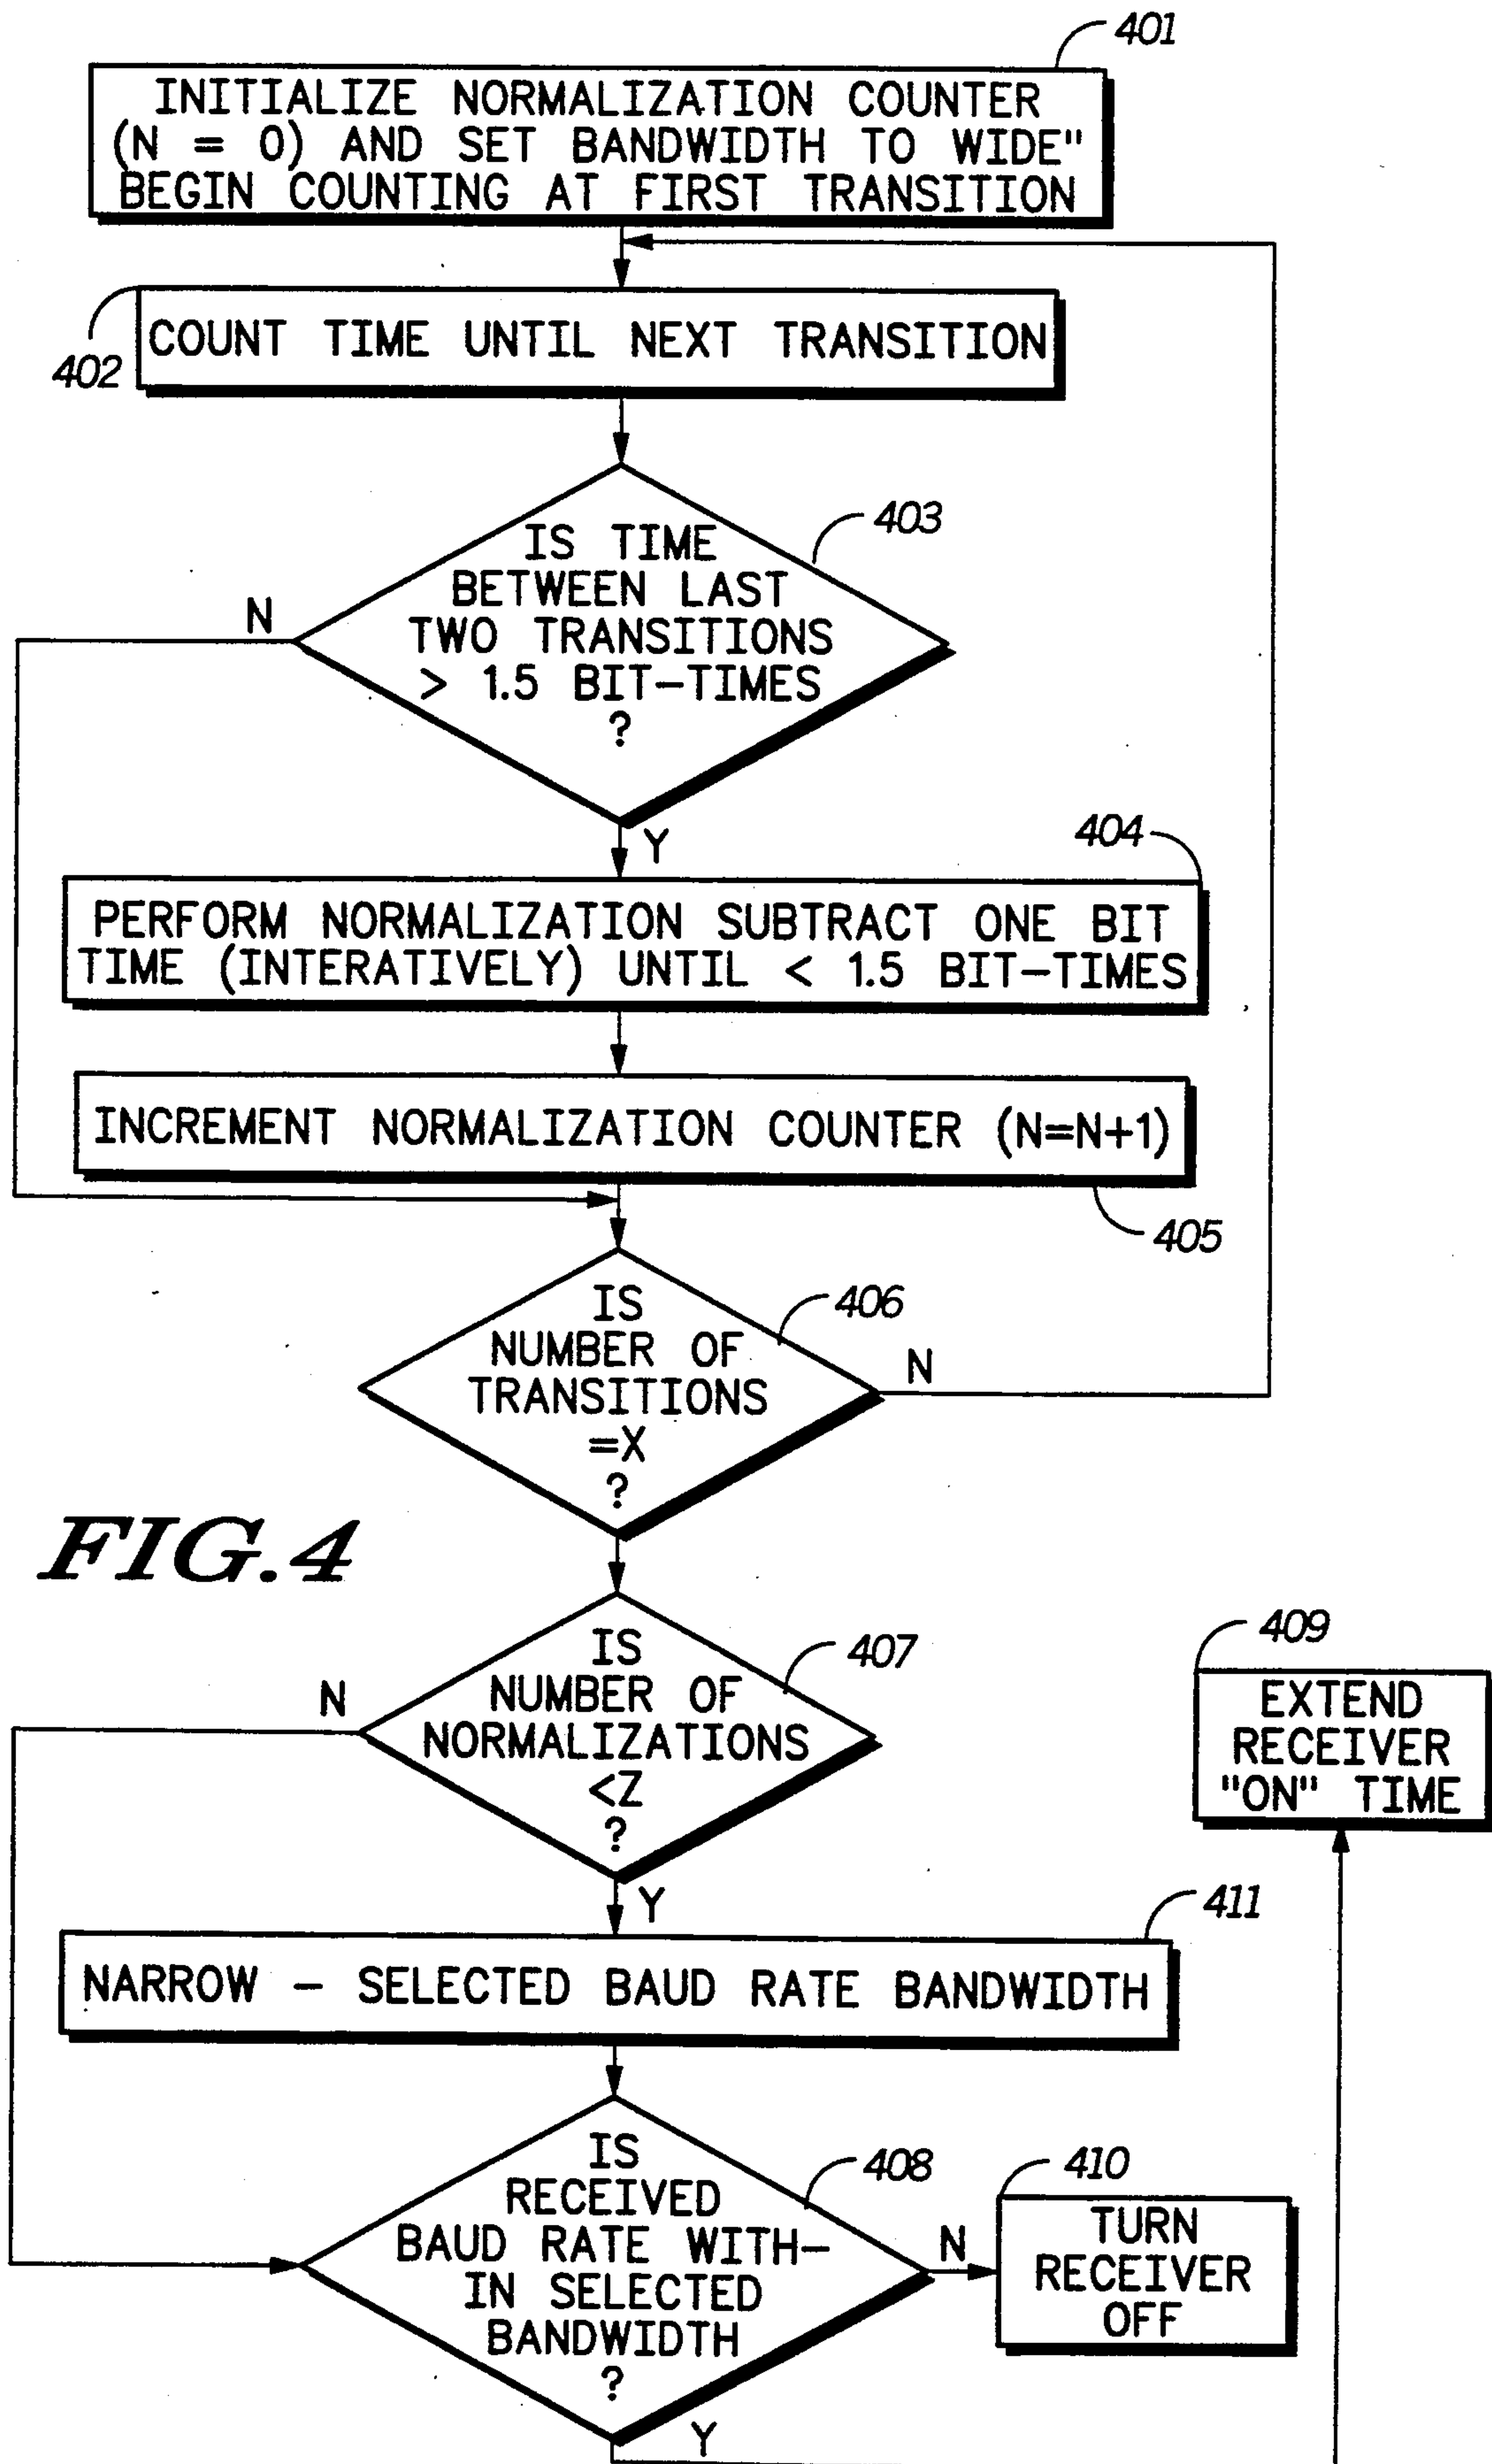 401
INITIALIZE NORMALIZATION COUNTER
(N = 0) AND SET BANDWIDTH TO WIDE"
BEGIN COUNTING AT FIRST TRANSITION
402
COUNT TIME UNTIL NEXT TRANSITION
403
IS TIME
BETWEEN LAST
TWO TRANSITIONS
> 1.5 BIT-TIMES
?
N
Y
404
PERFORM NORMALIZATION SUBTRACT ONE BIT
TIME (INTERATIVELY) UNTIL < 1.5 BIT-TIMES
INCREMENT NORMALIZATION COUNTER (N=N+1)
405
406
IS
NUMBER OF
TRANSITIONS
=X
?
N
FIG.4
407
IS
NUMBER OF
NORMALIZATIONS
<Z
?
N
Y
409
EXTEND
RECEIVER
"ON" TIME
411
NARROW - SELECTED BAUD RATE BANDWIDTH
408
IS
RECEIVED
BAUD RATE WITH-
IN SELECTED
BANDWIDTH
?
N
410
TURN
RECEIVER
OFF
Y